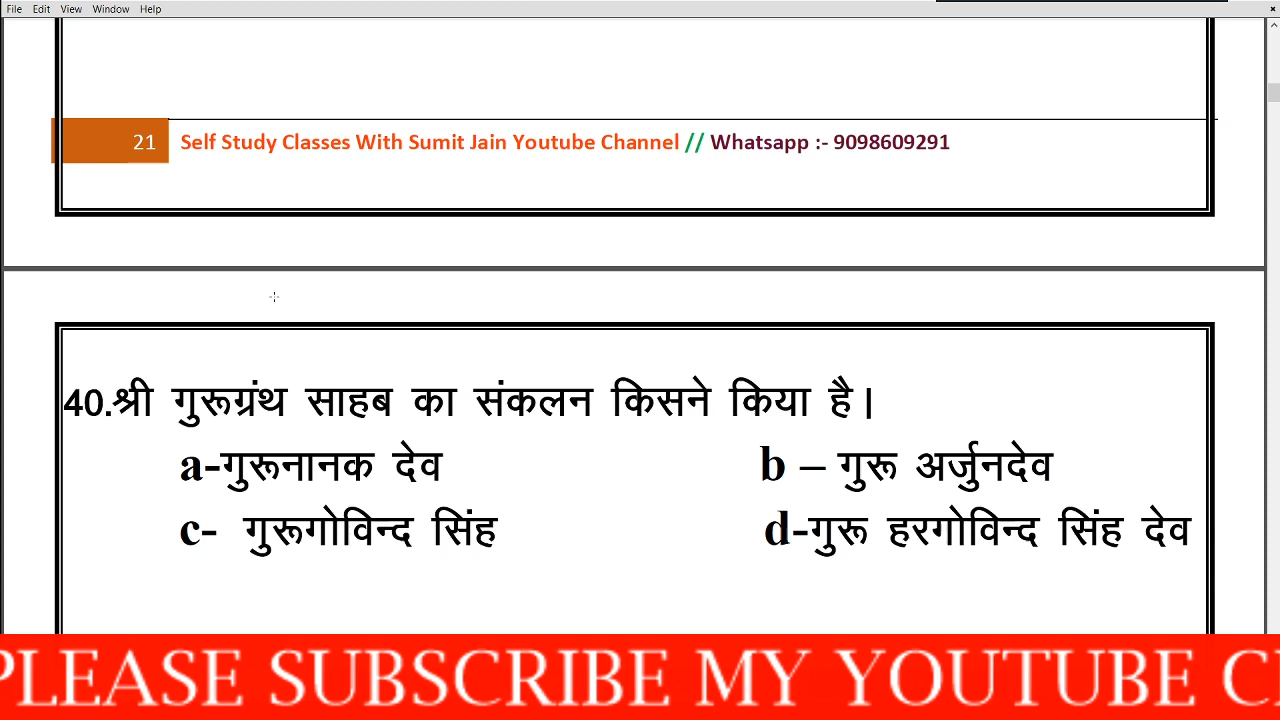 File Edit View Window Help
21 Self Study Classes With Sumit Jain Youtube Channel // Whatsapp :- 9098609291
40.श्री गुरूग्रंथ साहब का संकलन किसने किया है।
a-गुरूनानक देव b – गुरू अर्जुनदेव
c- गुरूगोविन्द सिंह d-गुरू हरगोविन्द सिंह देव
PLEASE SUBSCRIBE MY YOUTUBE C